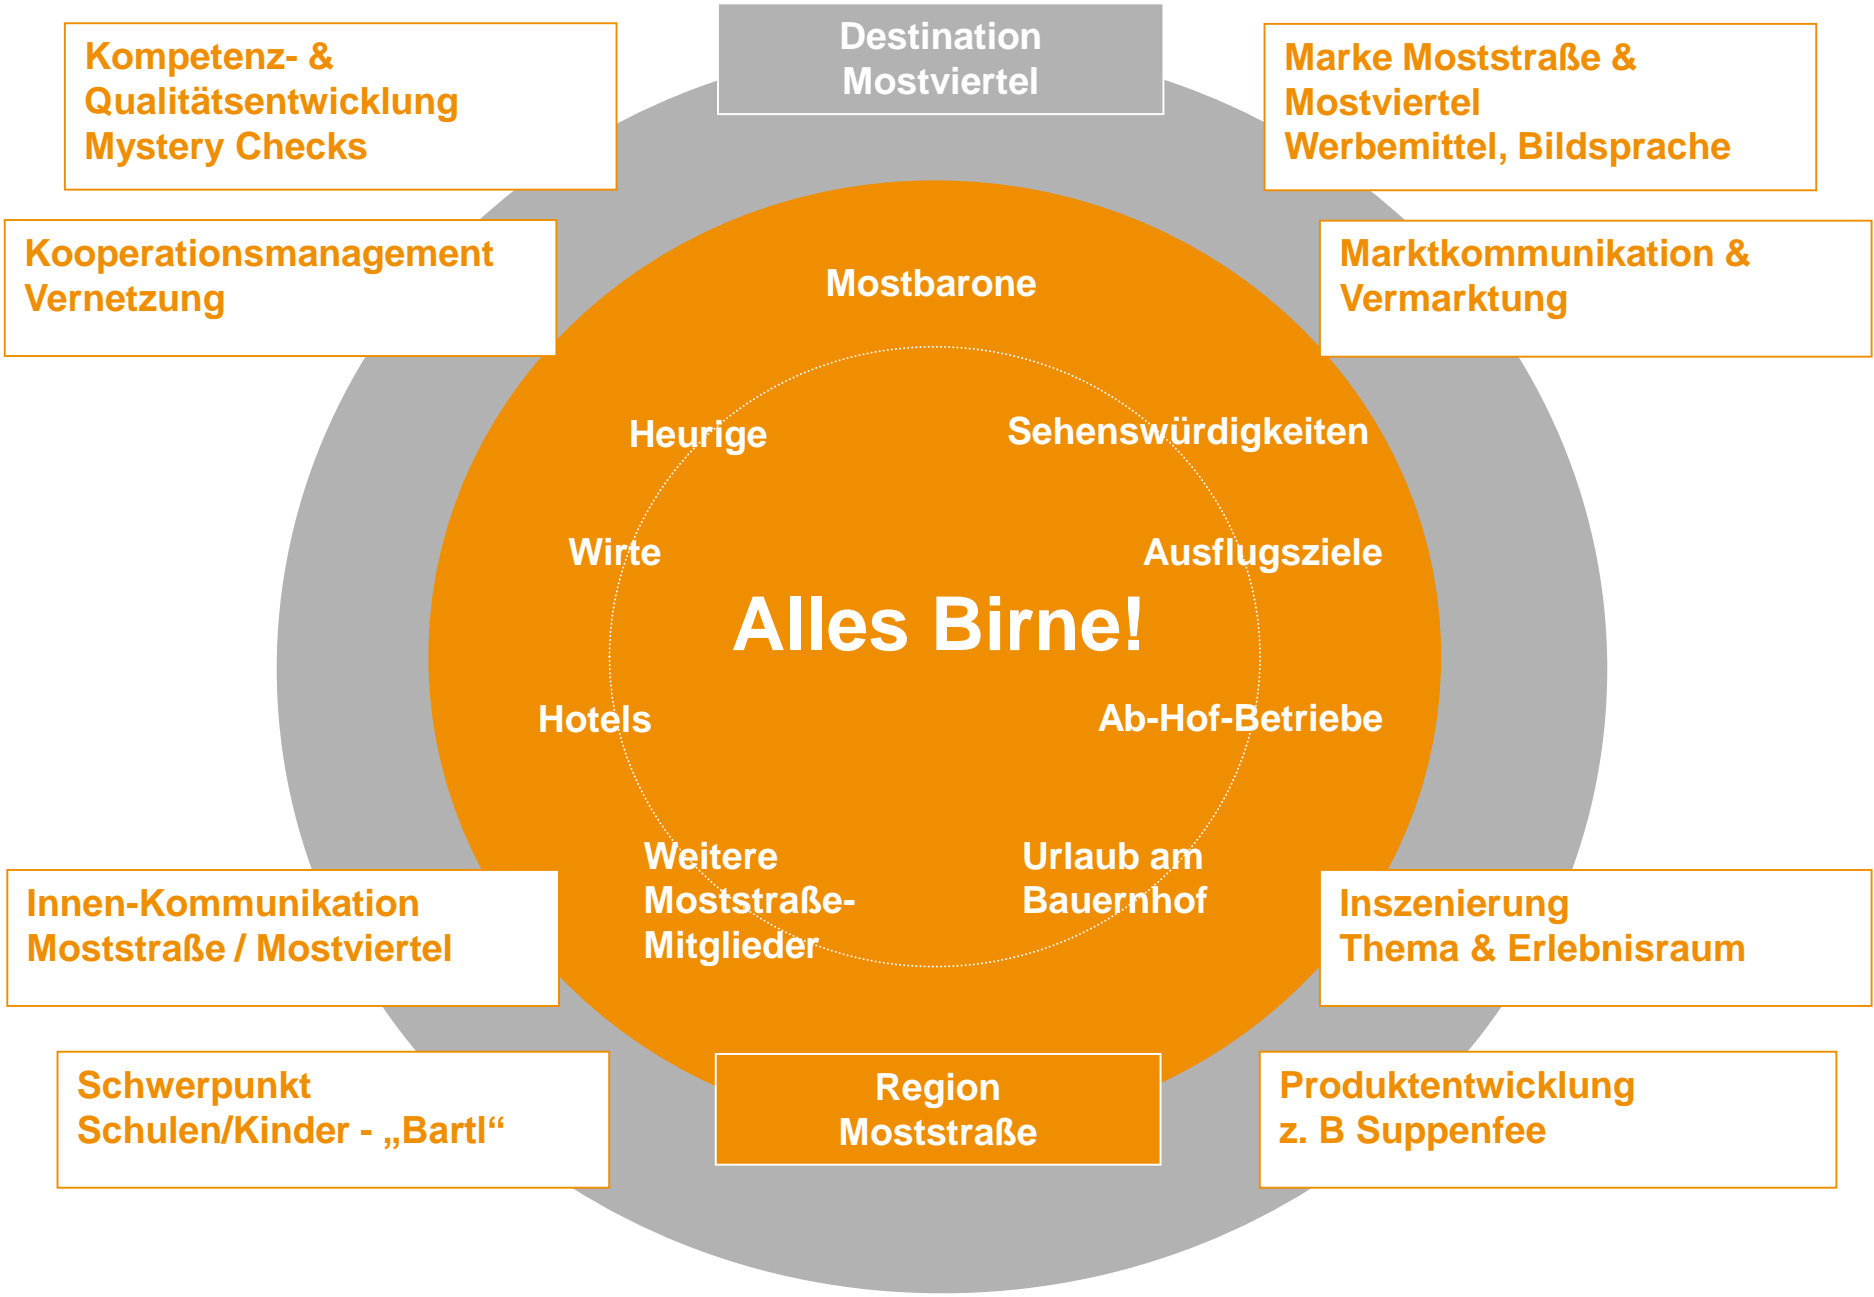 Destination
Mostviertel
Kompetenz- &
Qualitätsentwicklung
Mystery Checks
Marke Moststraße &
Mostviertel
Werbemittel, Bildsprache
Kooperationsmanagement
Vernetzung
Marktkommunikation &
Vermarktung
Mostbarone
Heurige
Sehenswürdigkeiten
Wirte
Ausflugsziele
Alles Birne!
Hotels
Ab-Hof-Betriebe
Weitere
Moststraße-
Mitglieder
Urlaub am
Bauernhof
Innen-Kommunikation
Moststraße / Mostviertel
Inszenierung
Thema & Erlebnisraum
Schwerpunkt
Schulen/Kinder - „Bartl“
Region
Moststraße
Produktentwicklung
z. B Suppenfee